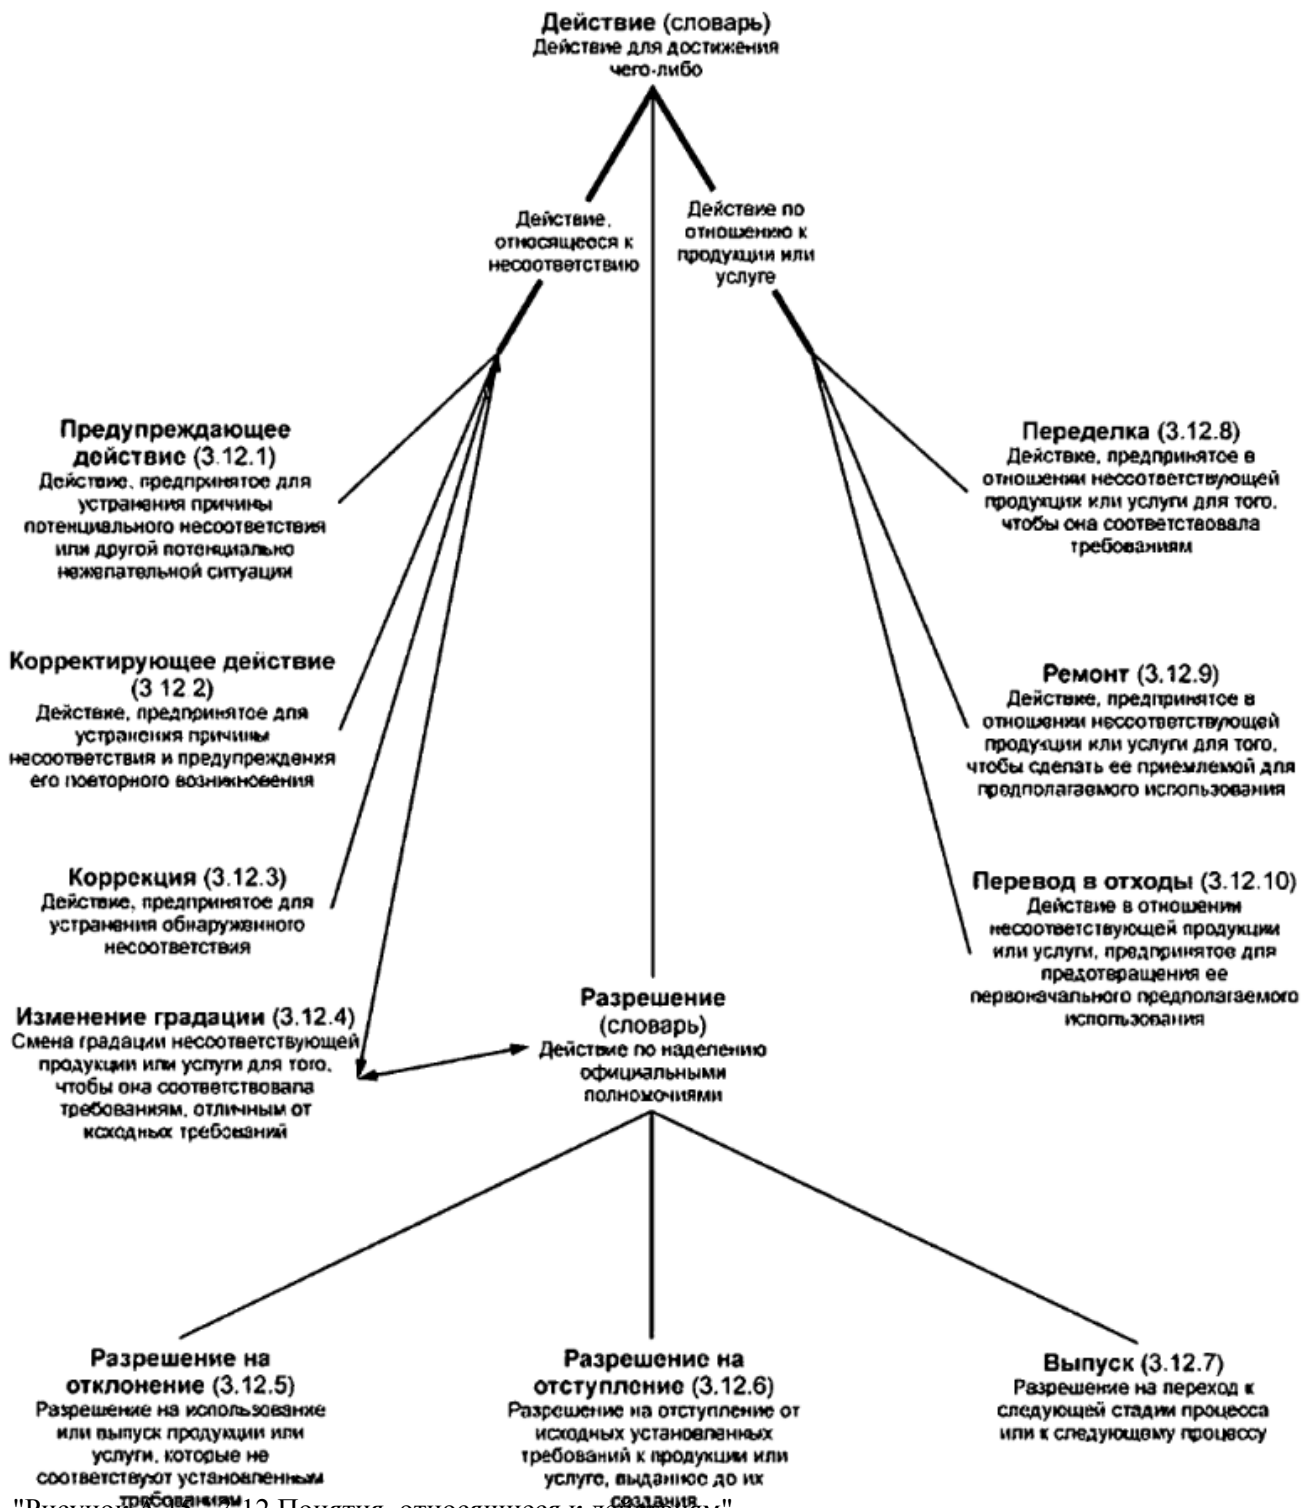 Действие (словарь)
Действие для достижения
чего-либо
Действие,
относящееся к
несоответствию
Действие по
отношению к
продукции или
услуге
Предупреждающее
действие (3.12.1)
Действие, предпринятое для
устранения причины
потенциального несоответствия
или другой потенциально
нежелательной ситуации
Корректирующее действие
(3 12 2)
Действие, предпринятое для
устранения причины
несоответствия и предупреждения
его повторного возникновения
Коррекция (3.12.3)
Действие, предпринятое для
устранения обнаруженного
несоответствия
Изменение градации (3.12.4)
Смена градации несоответствующей
продукции или услуги для того,
чтобы она соответствовала
требованиям, отличным от
исходных требований
Переделка (3.12.8)
Действие, предпринятое в
отношении несоответствующей
продукции или услуги для того,
чтобы она соответствовала
требованиям
Ремонт (3.12.9)
Действие, предпринятое в
отношении несоответствующей
продукции или услуги для того,
чтобы сделать ее приемлемой для
предполагаемого использования
Перевод в отходы (3.12.10)
Действие в отношении
несоответствующей продукции
или услуги, предпринятое для
предотвращения ее
первоначального предполагаемого
использования
Разрешение
(словарь)
Действие по наделению
официальными
полномочиями
Разрешение на
отклонение (3.12.5)
Разрешение на использование
или выпуск продукции или
услуги, которые не
соответствуют установленным
требованиям
Разрешение на
отступление (3.12.6)
Разрешение на отступление от
исходных установленных
требований к продукции или
услуге, выданное до их
создания
Выпуск (3.12.7)
Разрешение на переход к
следующей стадии процесса
или к следующему процессу
"Рисунок 3.12 Понятия, относящиеся к действиям"